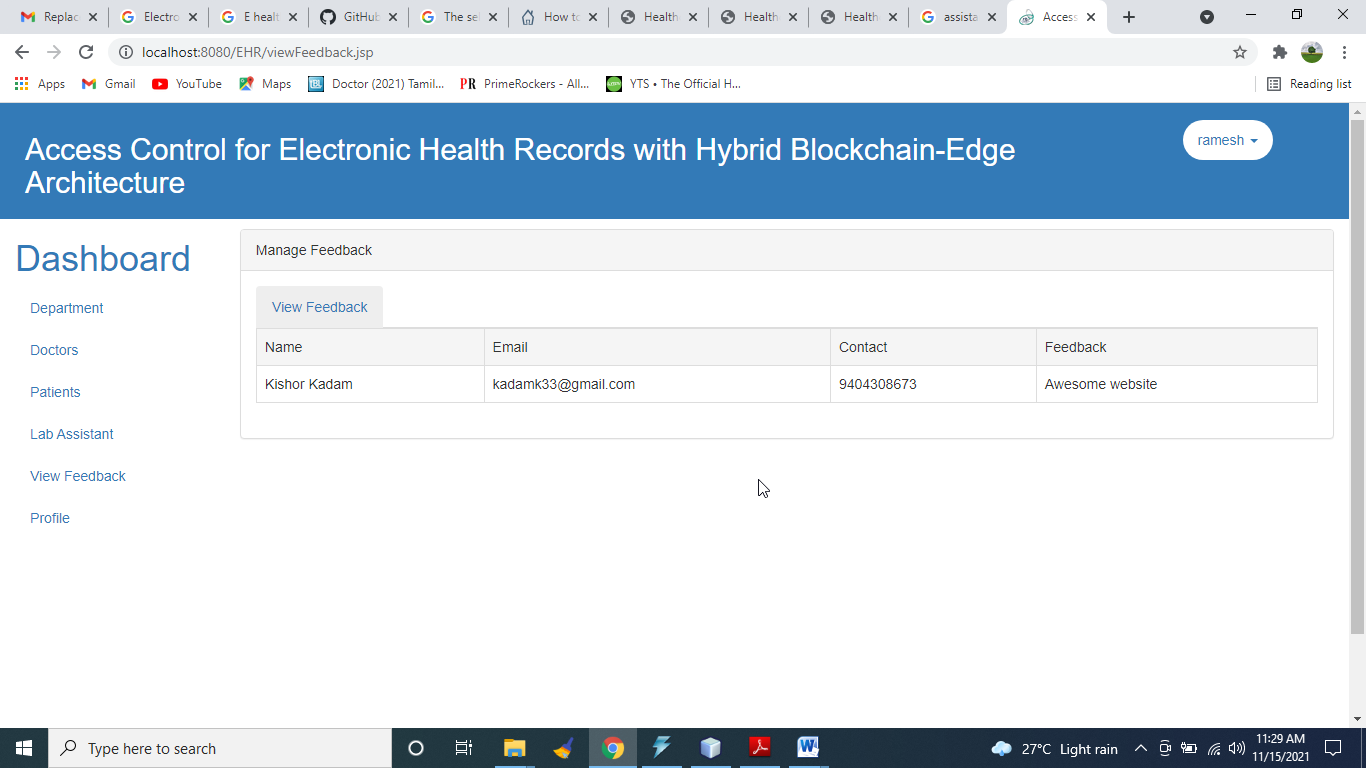 Replac
Electro
E healt
GitHub
The sel
How to
Health
Health
Health
assista
Access
localhost:8080/EHR/viewFeedback.jsp
Apps
Gmail
YouTube
Maps
Doctor (2021) Tamil...
PR PrimeRockers - All...
YTS • The Official H...
Reading list
Access Control for Electronic Health Records with Hybrid Blockchain-Edge
Architecture
ramesh
Dashboard
Department
Doctors
Patients
Lab Assistant
View Feedback
Profile
Manage Feedback
View Feedback
Name Email Contact Feedback
Kishor Kadam kadamk33@gmail.com 9404308673 Awesome website
Type here to search
27°C Light rain
11:29 AM
11/15/2021